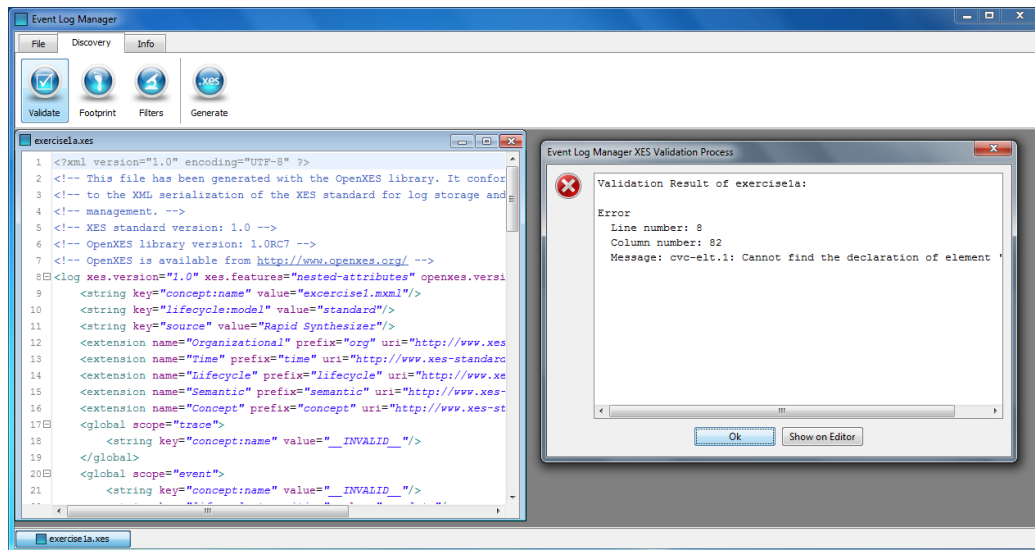 Event Log Manager
File Discovery Info
Validate Footprint Filters .xes Generate
exercise1a.xes
1 <?xml version="1.0" encoding="UTF-8" ?>
2 <!-- This file has been generated with the OpenXES library. It confor
3 <!-- to the XML serialization of the XES standard for log storage and
4 <!-- management. -->
5 <!-- XES standard version: 1.0 -->
6 <!-- OpenXES library version: 1.0RC7 -->
7 <!-- OpenXES is available from http://www.openxes.org/ -->
8 <log xes.version="1.0" xes.features="nested-attributes" openxes.versi
9 <string key="concept:name" value="excercise1.mxml"/>
10 <string key="lifecycle:model" value="standard"/>
11 <string key="source" value="Rapid Synthesizer"/>
12 <extension name="Organizational" prefix="org" uri="http://www.xes
13 <extension name="Time" prefix="time" uri="http://www.xes-standard
14 <extension name="Lifecycle" prefix="lifecycle" uri="http://www.xe
15 <extension name="Semantic" prefix="semantic" uri="http://www.xes-
16 <extension name="Concept" prefix="concept" uri="http://www.xes-st
17 <global scope="trace">
18 <string key="concept:name" value="__INVALID__"/>
19 </global>
20 <global scope="event">
21 <string key="concept:name" value="__INVALID__"/>
Event Log Manager XES Validation Process
Validation Result of exercise1a:
Error
Line number: 8
Column number: 82
Message: cvc-elt.1: Cannot find the declaration of element '
Ok Show on Editor
exercise1a.xes